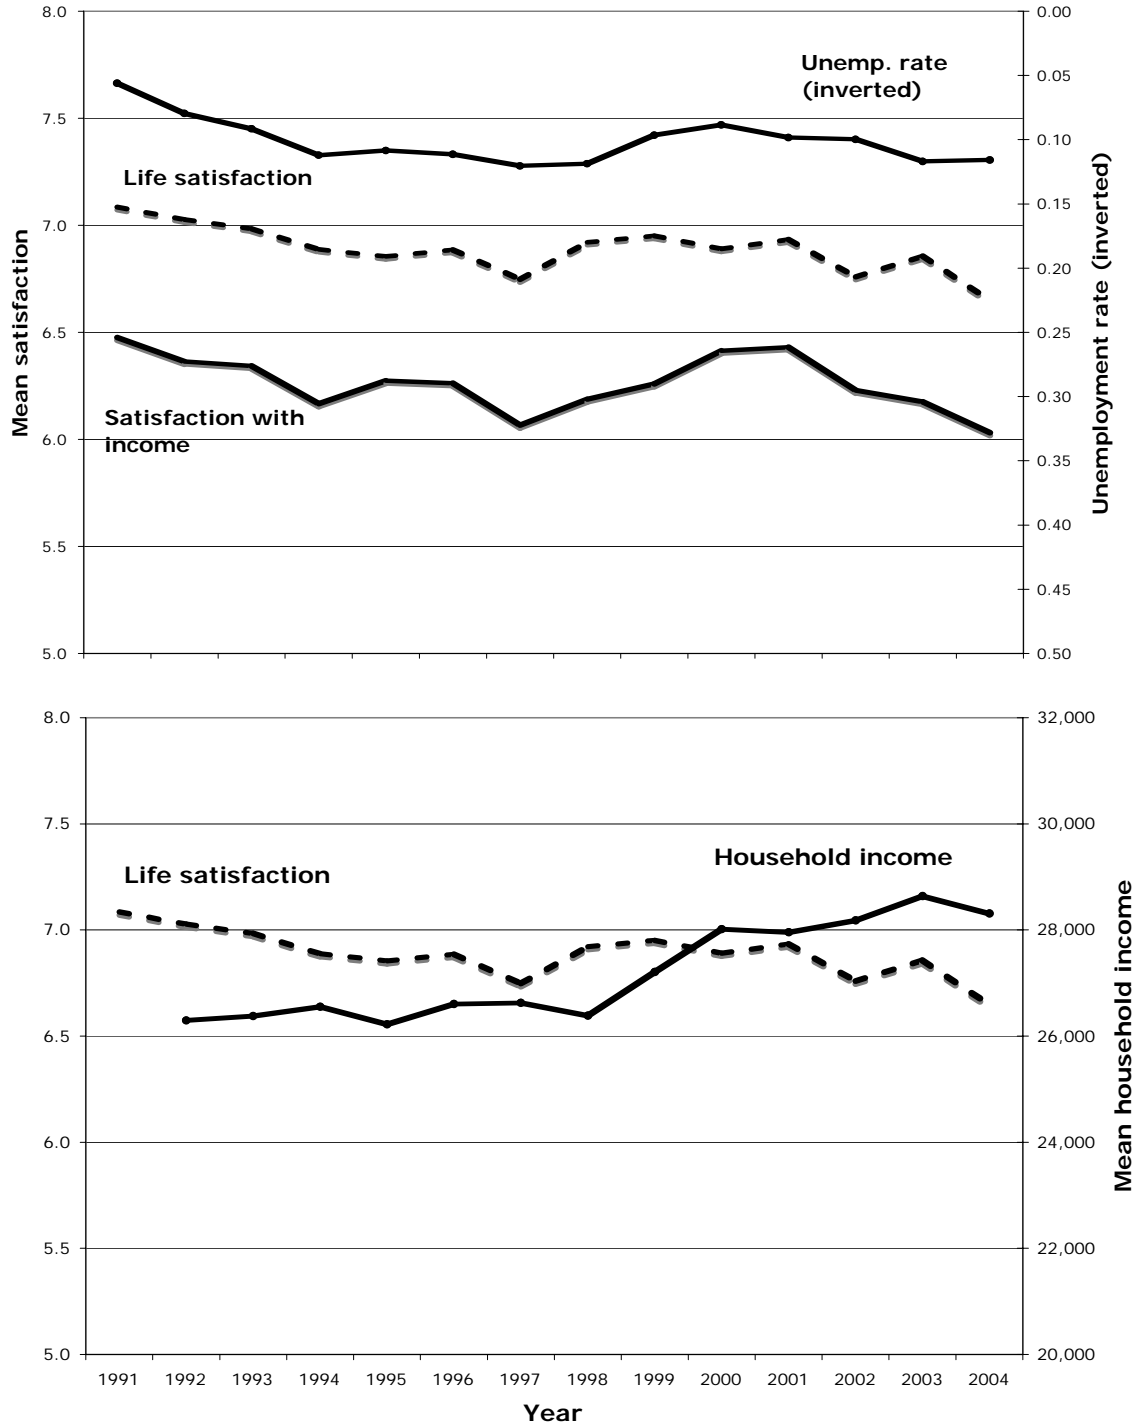 8.0
7.5
7.0
6.5
6.0
5.5
5.0
Mean satisfaction
Unemp. rate
(inverted)
Life satisfaction
Satisfaction with
income
0.00
0.05
0.10
0.15
0.20
0.25
0.30
0.35
0.40
0.45
0.50
Unemployment rate (inverted)
8.0
7.5
7.0
6.5
6.0
5.5
5.0
Life satisfaction
Household income
32,000
30,000
28,000
26,000
24,000
22,000
20,000
Mean household income
1991 1992 1993 1994 1995 1996 1997 1998 1999 2000 2001 2002 2003 2004
Year